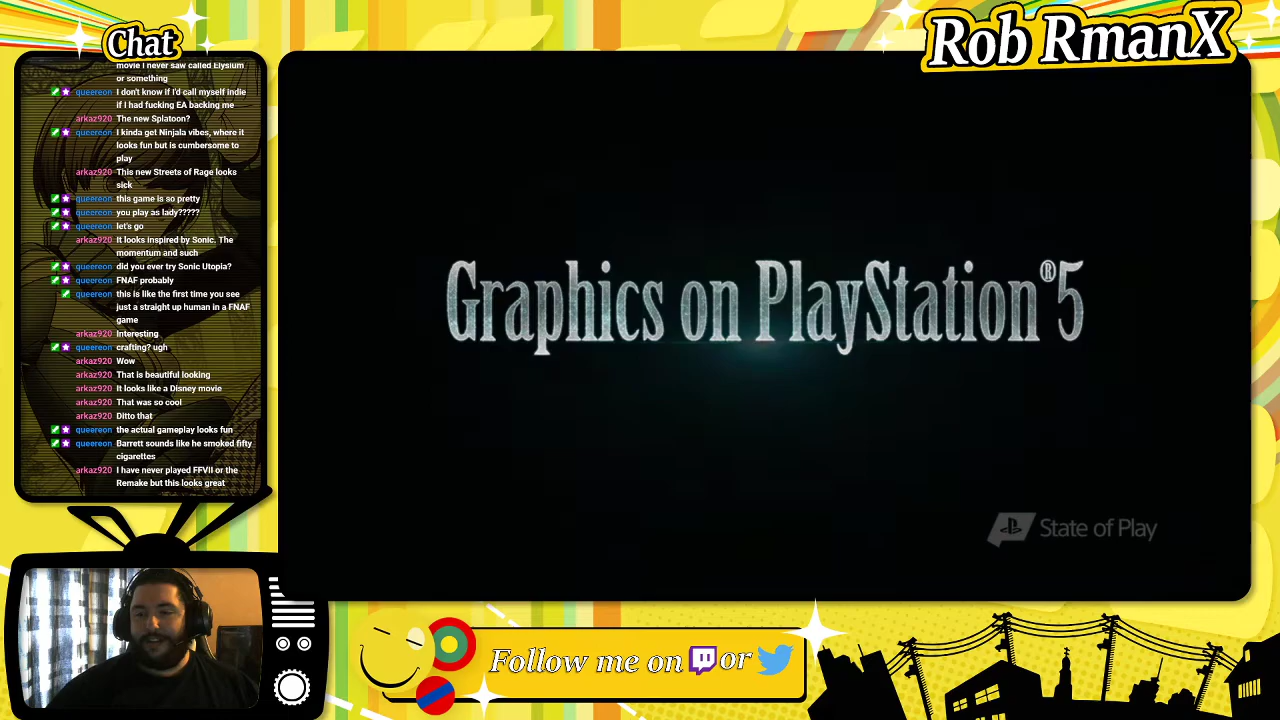 Chat
Rob RmanX
movie I never saw called Elysium
or something
queereon I don't know if I'd call myself indie
if I had fucking EA backing me
arkaz920 The new Splatoon?
queereon I kinda get Ninjala vibes, where it
looks fun but is cumbersome to
play
arkaz920 This new Streets of Rage looks
sick
queereon this game is so pretty
queereon you play as lady?????
queereon let's go
arkaz920 It looks inspired by Sonic. The
momentum and such
queereon did you ever try Sonic Utopia?
queereon FNAF probably
queereon this is like the first time you see
just a straight up human in a FNAF
game
arkaz920 Interesting
queereon crafting? ugh
arkaz920 Wow
arkaz920 That is beautiful looking
arkaz920 It looks like a Disney movie
arkaz920 That was so cool
arkaz920 Ditto that
queereon the actual gameplay looks fun
queereon Barrett sounds like he smoked fifty
cigarettes
arkaz920 I have never played FFVII or the
Remake but this looks great
Graphics on PlayStation®5
State of Play
Follow me on or